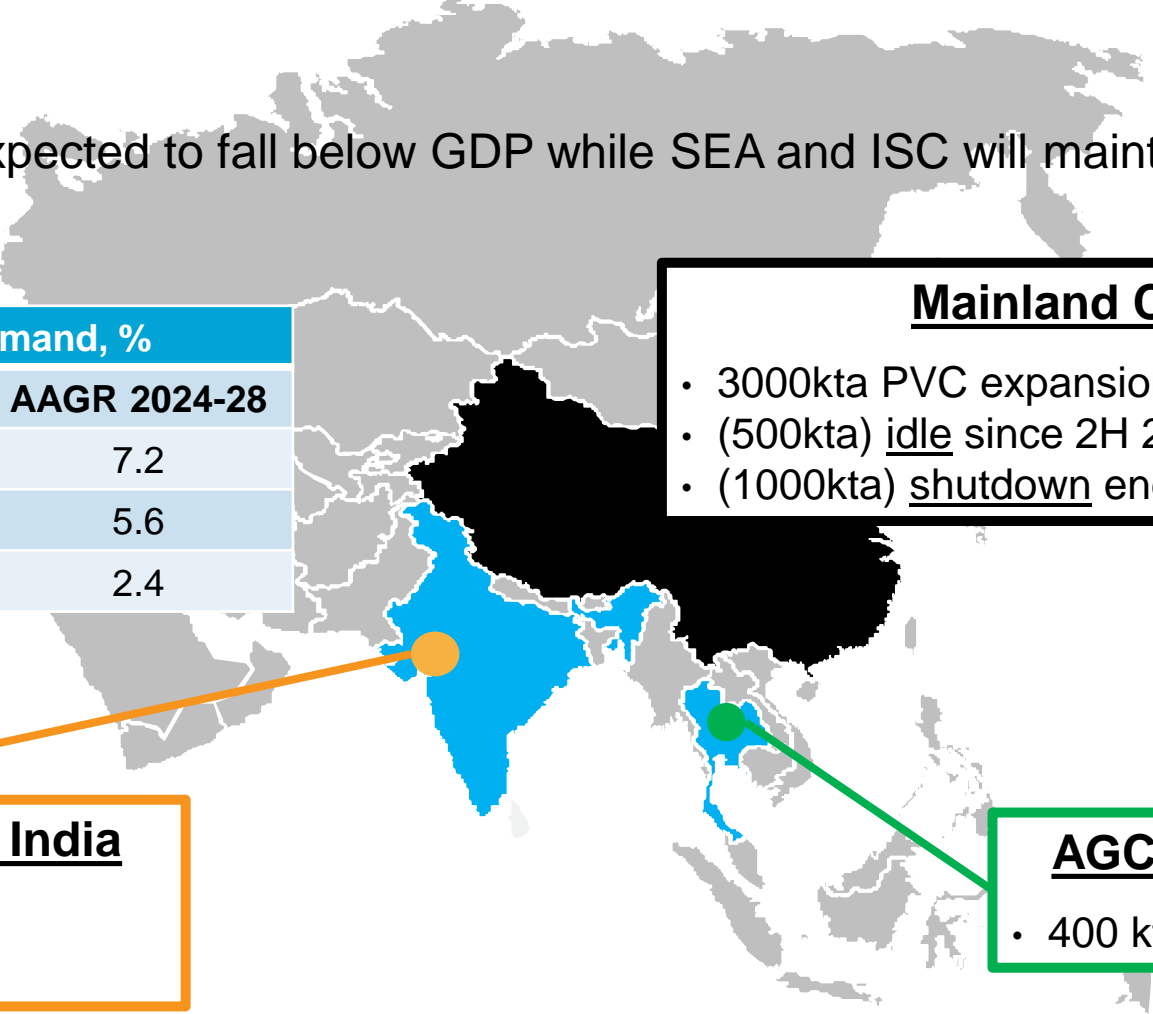 xpected to fall below GDP while SEA and ISC will maint
mand, %
AAGR 2024-28
7.2
5.6
2.4
Mainland C
• 3000kta PVC expansio
• (500kta) idle since 2H 2
• (1000kta) shutdown en
India
AGC
• 400 k